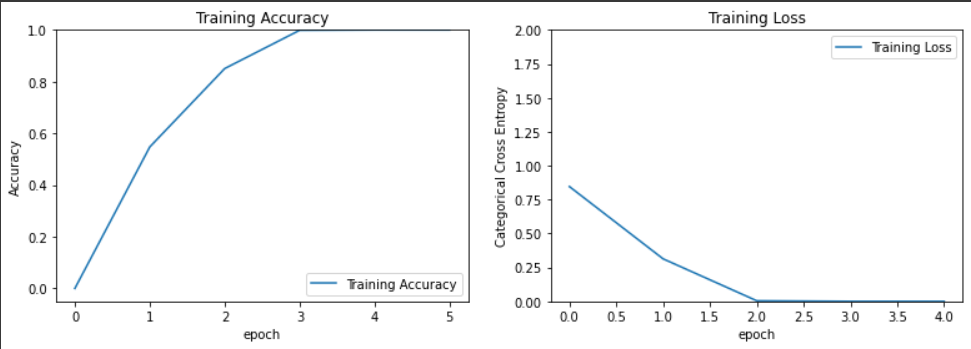 Training Accuracy
1.0
0.8
0.6
0.4
0.2
0.0
Accuracy
Training Accuracy
0 1 2 3 4 5
epoch
Training Loss
2.00
1.75
1.50
1.25
1.00
0.75
0.50
0.25
0.00
Categorical Cross Entropy
Training Loss
0.0 0.5 1.0 1.5 2.0 2.5 3.0 3.5 4.0
epoch